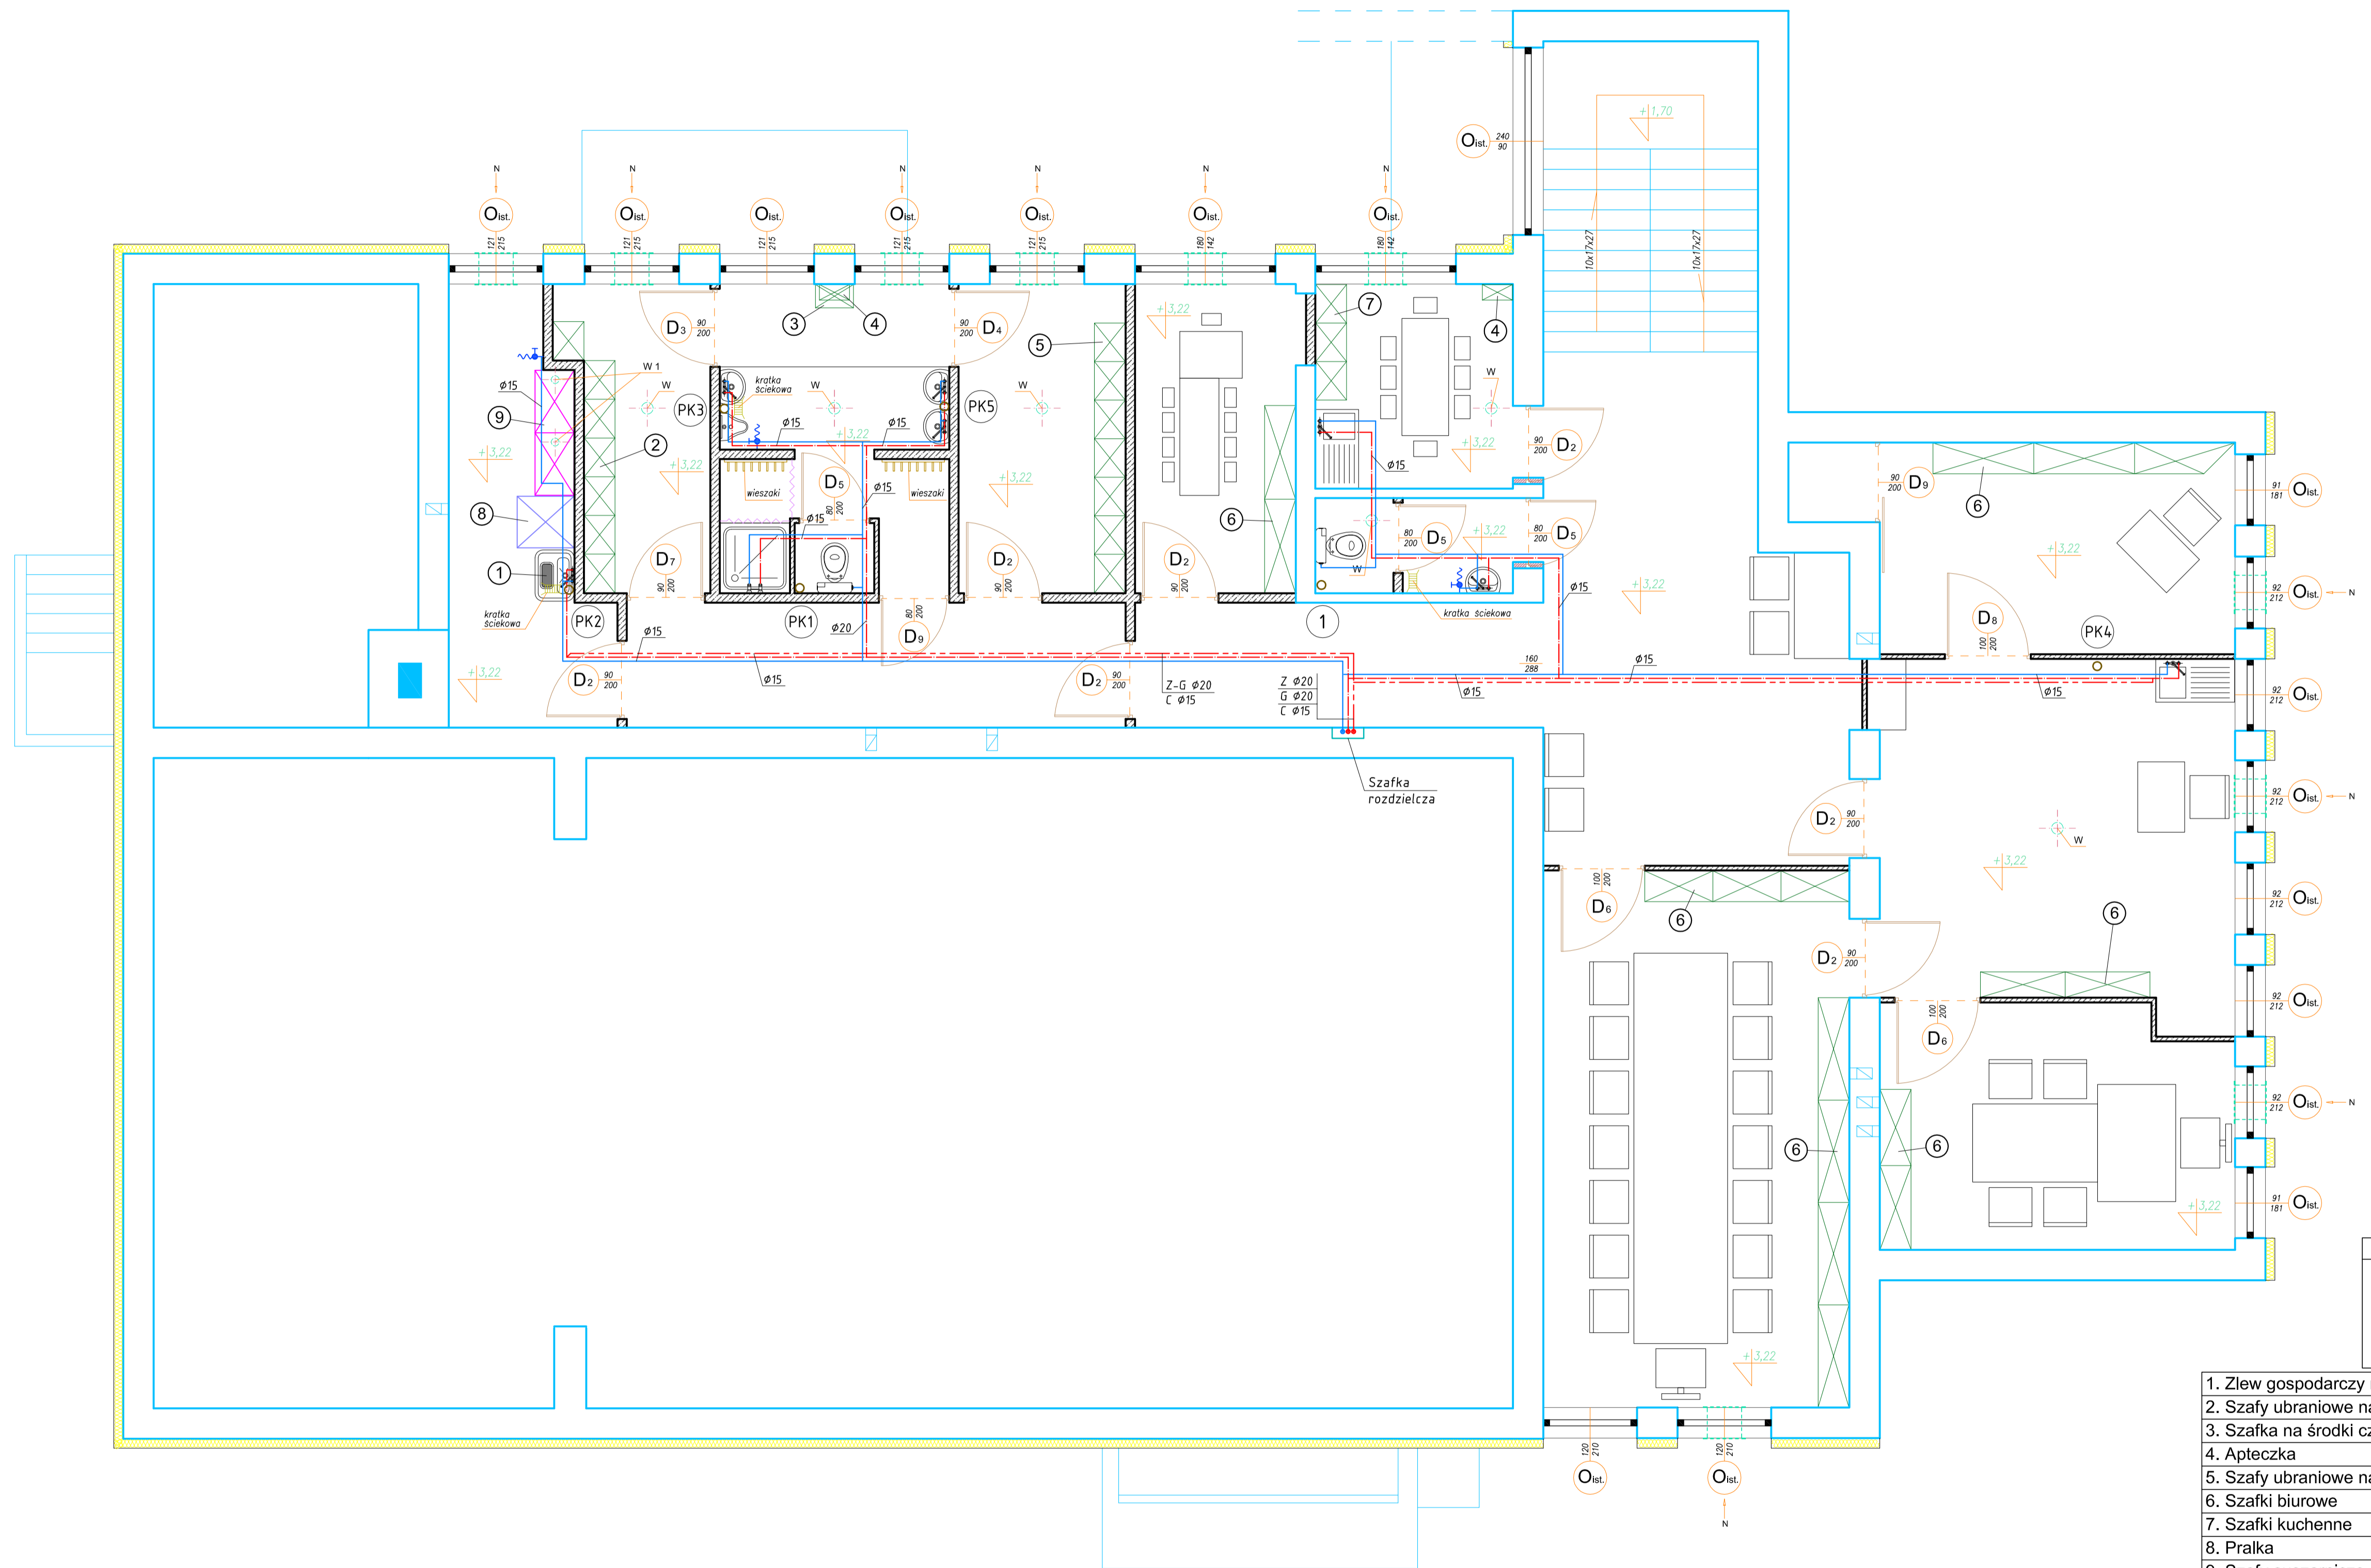 +1,70
10x17x27
10x17x27
Oist. 240 90
N
N
N
N
N
N
Oist. 121 215
Oist. 121 215
Oist. 121 215
Oist. 121 215
Oist. 121 215
Oist. 180 142
Oist. 180 142
D3 90 200
3
4
90 200 D4
5
+3,22
7
4
W 1
W
kratka
ściekowa
W
W
W
Ø15
9
PK3
PK5
2
Ø15
Ø15
+3,22
+3,22
+3,22
+3,22
+3,22
Ø15
90 200 D2
wieszaki
D5 80 200
wieszaki
Ø15
Ø15
8
6
90 200 D9
6
91 181 Oist.
1
D7 90 200
D2 90 200
D2 90 200
W
80 200 D5
+3,22
80 200 D5
+3,22
+3,22
92 212 Oist. N
kratka
ściekowa
PK2
PK1
Ø20
80 200 D9
Ø15
1
kratka ściekowa
Ø15
D8 100 200
PK4
+3,22
D2 90 200
Ø15
Z-G Ø20
C Ø15
D2 90 200
Z Ø20
G Ø20
C Ø15
160 288
Ø15
Ø15
Ø15
92 212 Oist.
Szafka
rozdzielcza
92 212 Oist. N
D2 90 200
W
+3,22
92 212 Oist.
100 200 D6
6
6
D2 90 200
92 212 Oist.
100 200 D6
92 212 Oist. N
6
6
+3,22
91 181 Oist.
+3,22
120 210 Oist.
120 210 Oist.
N
1. Zlew gospodarczy
2. Szafy ubraniowe
3. Szafka na środki
4. Apteczka
5. Szafy ubraniowe
6. Szafki biurowe
7. Szafki kuchenne
8. Pralka